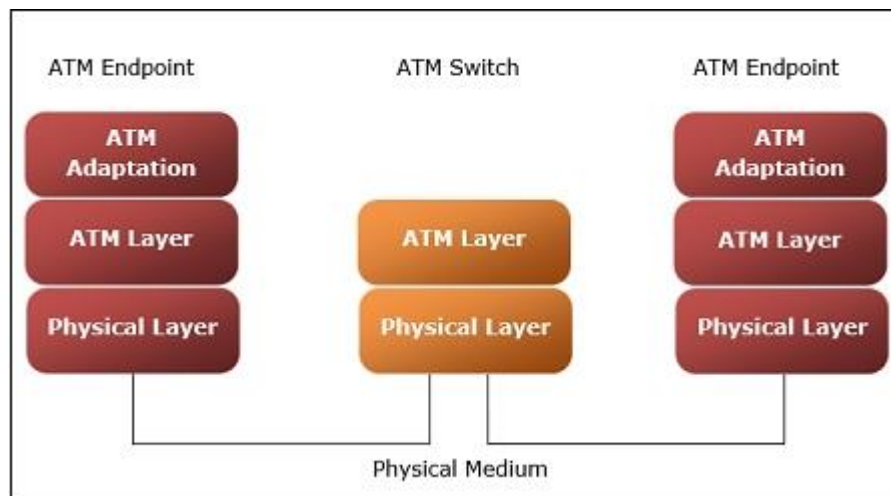 ATM Endpoint
ATM Switch
ATM Endpoint
ATM
Adaptation
ATM
Adaptation
ATM Layer
ATM Layer
ATM Layer
Physical Layer
Physical Layer
Physical Layer
Physical Medium